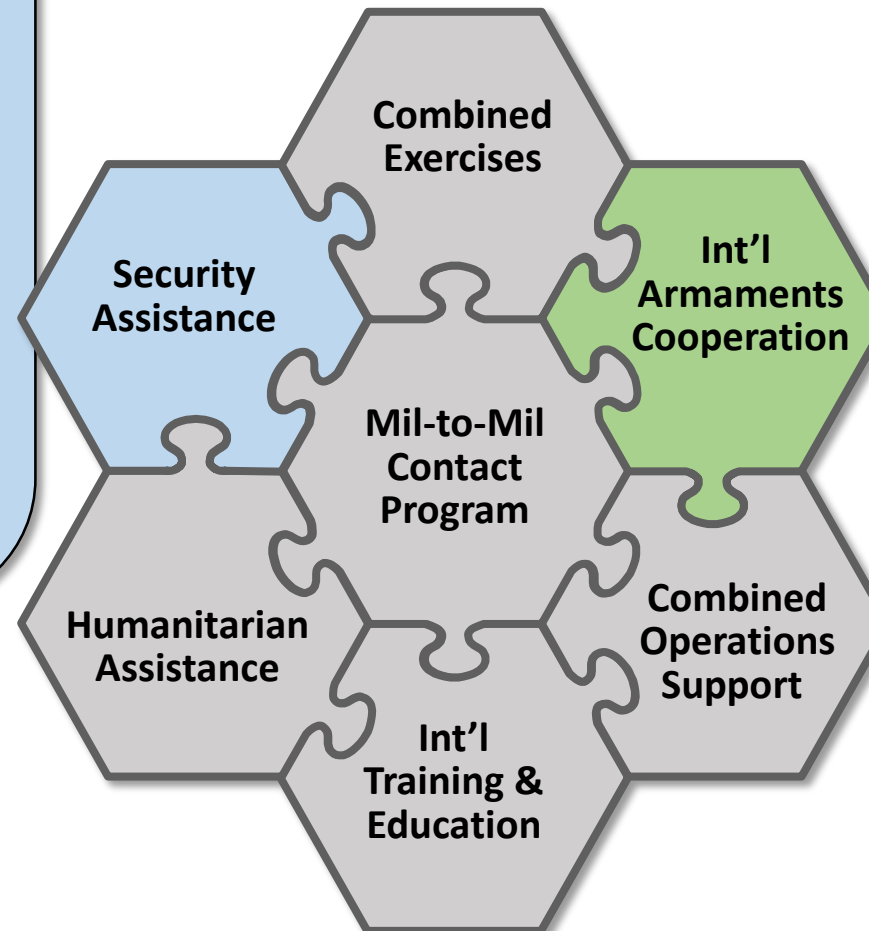 Combined
Exercises
Security
Assistance
Int'l
Armaments
Cooperation
Mil-to-Mil
Contact
Program
Humanitarian
Assistance
Combined
Operations
Support
Int'l
Training &
Education